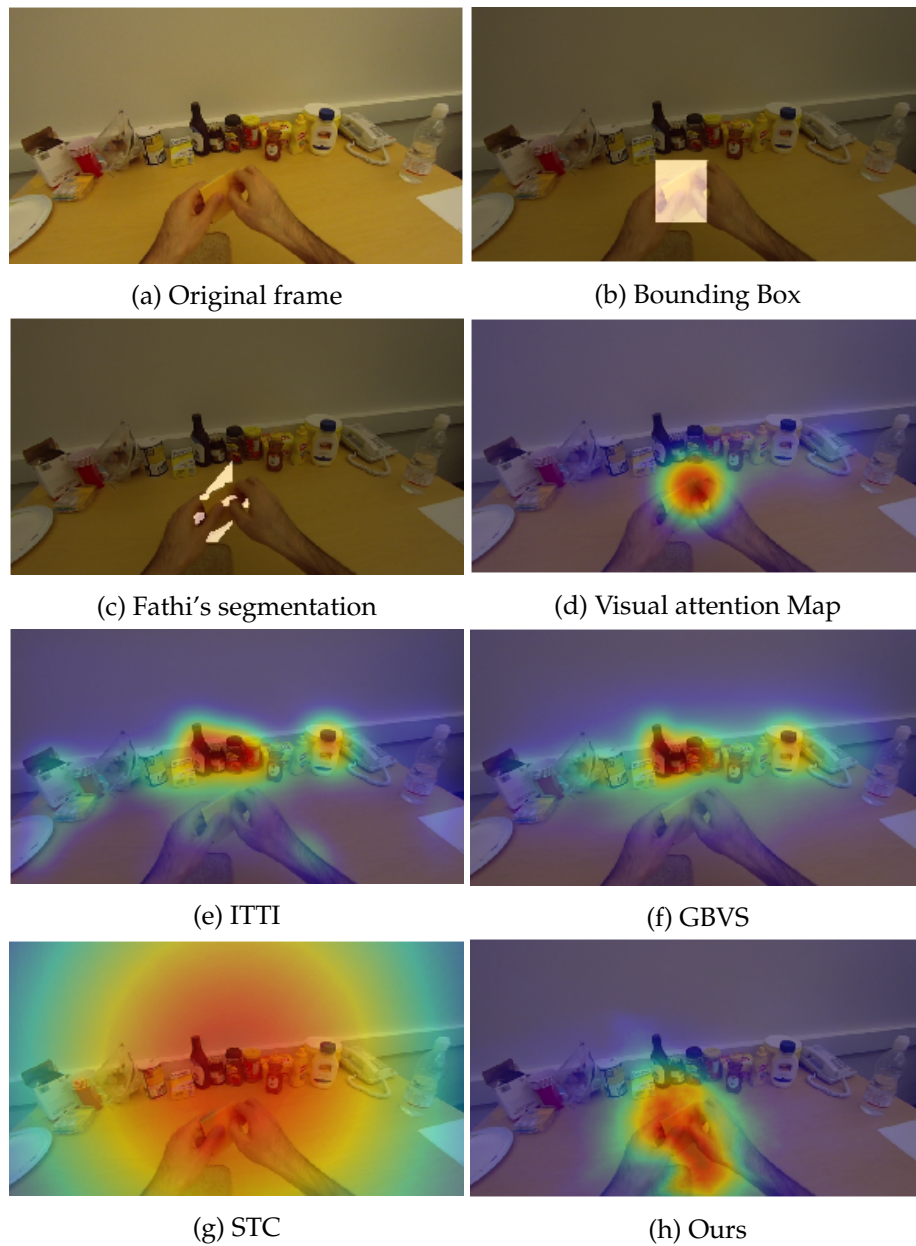 (a) Original frame
(b) Bounding Box
(c) Fathi’s segmentation
(d) Visual attention Map
(e) ITTI
(f) GBVS
(g) STC
(h) Ours